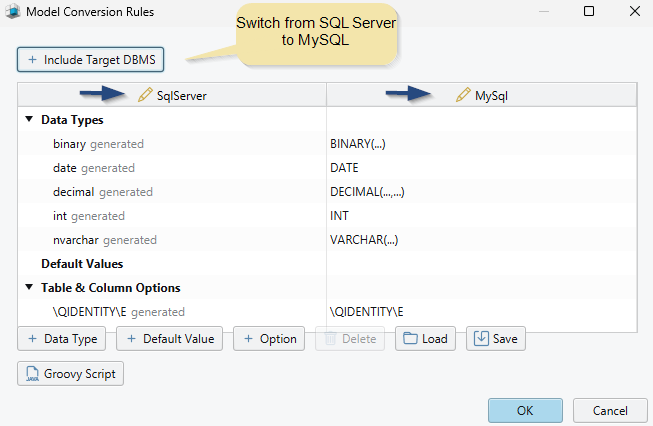 Model Conversion Rules
Switch from SQL Server
to MySQL
+ Include Target DBMS
SqlServer MySql
Data Types
binary generated BINARY(...)
date generated DATE
decimal generated DECIMAL(...,...)
int generated INT
nvarchar generated VARCHAR(...)
Default Values
Table & Column Options
\QIDENTITY\E generated \QIDENTITY\E
+ Data Type + Default Value + Option Delete Load Save
JAVA Groovy Script
OK Cancel